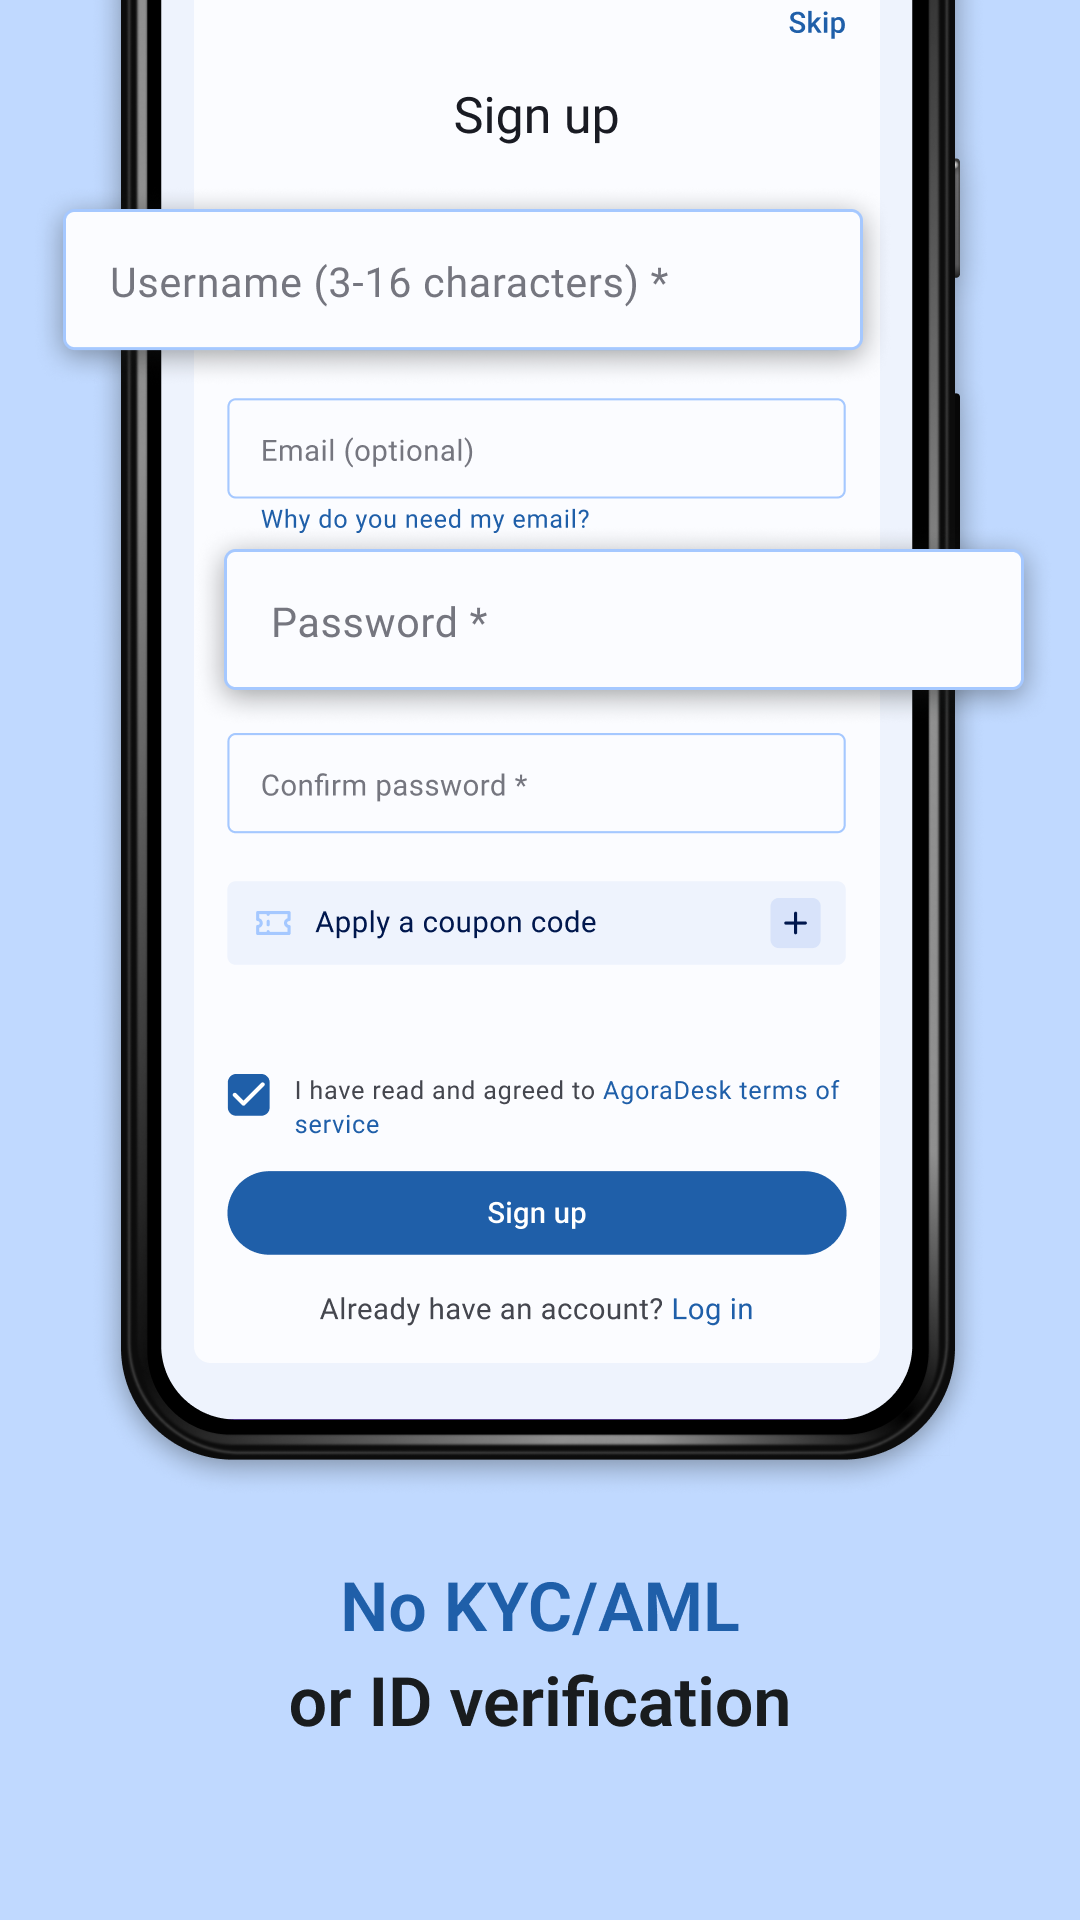 Skip
Sign up
Username (3-16 characters) *
Email (optional)
Why do you need my email?
Password *
Confirm password *
Apply a coupon code
I have read and agreed to AgoraDesk terms of
service
Sign up
Already have an account? Log in
No KYC/AML
or ID verification